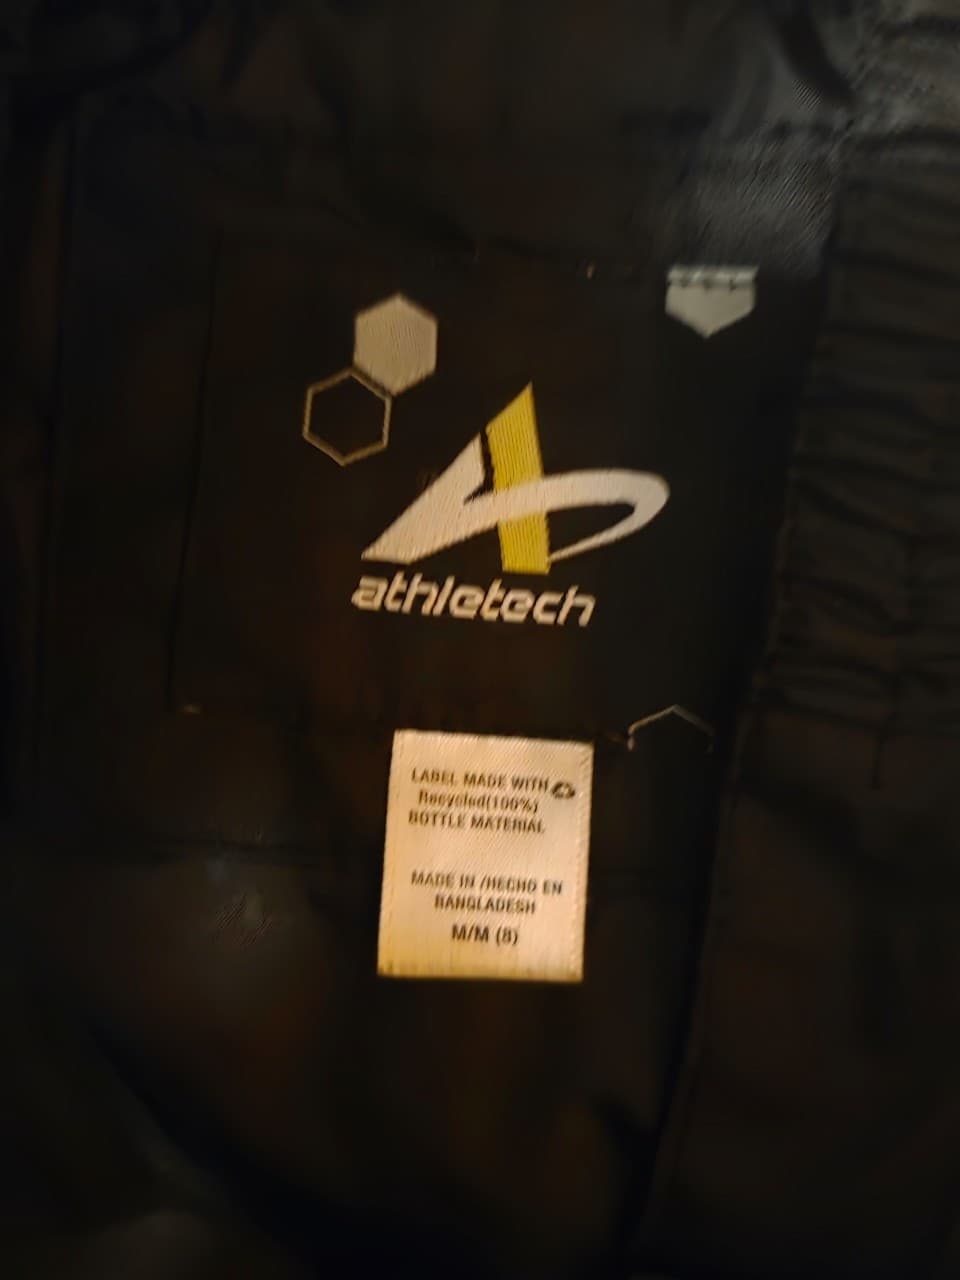 athletech
LABEL MADE WITH
Recycled(100%)
BOTTLE MATERIAL
MADE IN /HECHO EN
BANGLADESH
M/M (8)